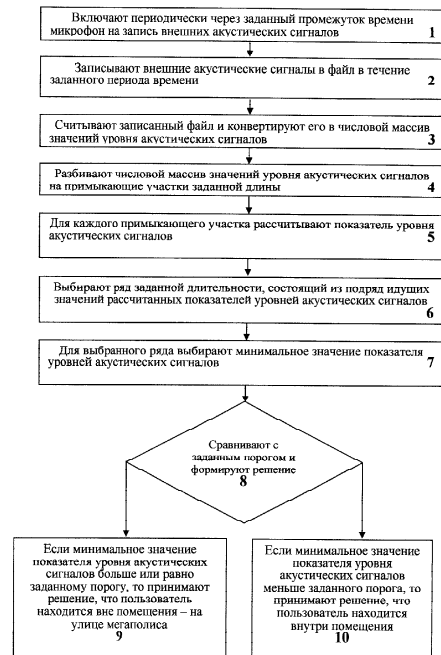 Включают периодически через заданный промежуток времени
микрофон на запись внешних акустических сигналов
1
Записывают внешние акустические сигналы в файл в течение
заданного периода времени
2
Считывают записанный файл и конвертируют его в числовой массив
значений уровня акустических сигналов
3
Разбивают числовой массив значений уровня акустических сигналов
на примыкающие участки заданной длины
4
Для каждого примыкающего участка рассчитывают показатель уровня
акустических сигналов
5
Выбирают ряд заданной длительности, состоящий из подряд идущих
значений рассчитанных показателей уровней акустических сигналов
6
Для выбранного ряда выбирают минимальное значение показателя
уровней акустических сигналов
7
Сравнивают с
заданным порогом и
формируют решение
8
Если минимальное значение
показателя уровня акустических
сигналов больше или равно
заданному порогу, то принимают
решение, что пользователь
находится вне помещения – на
улице мегаполиса
9
Если минимальное значение
показателя уровня
акустических сигналов
меньше заданного порога, то
принимают решение, что
пользователь находится
внутри помещения
10